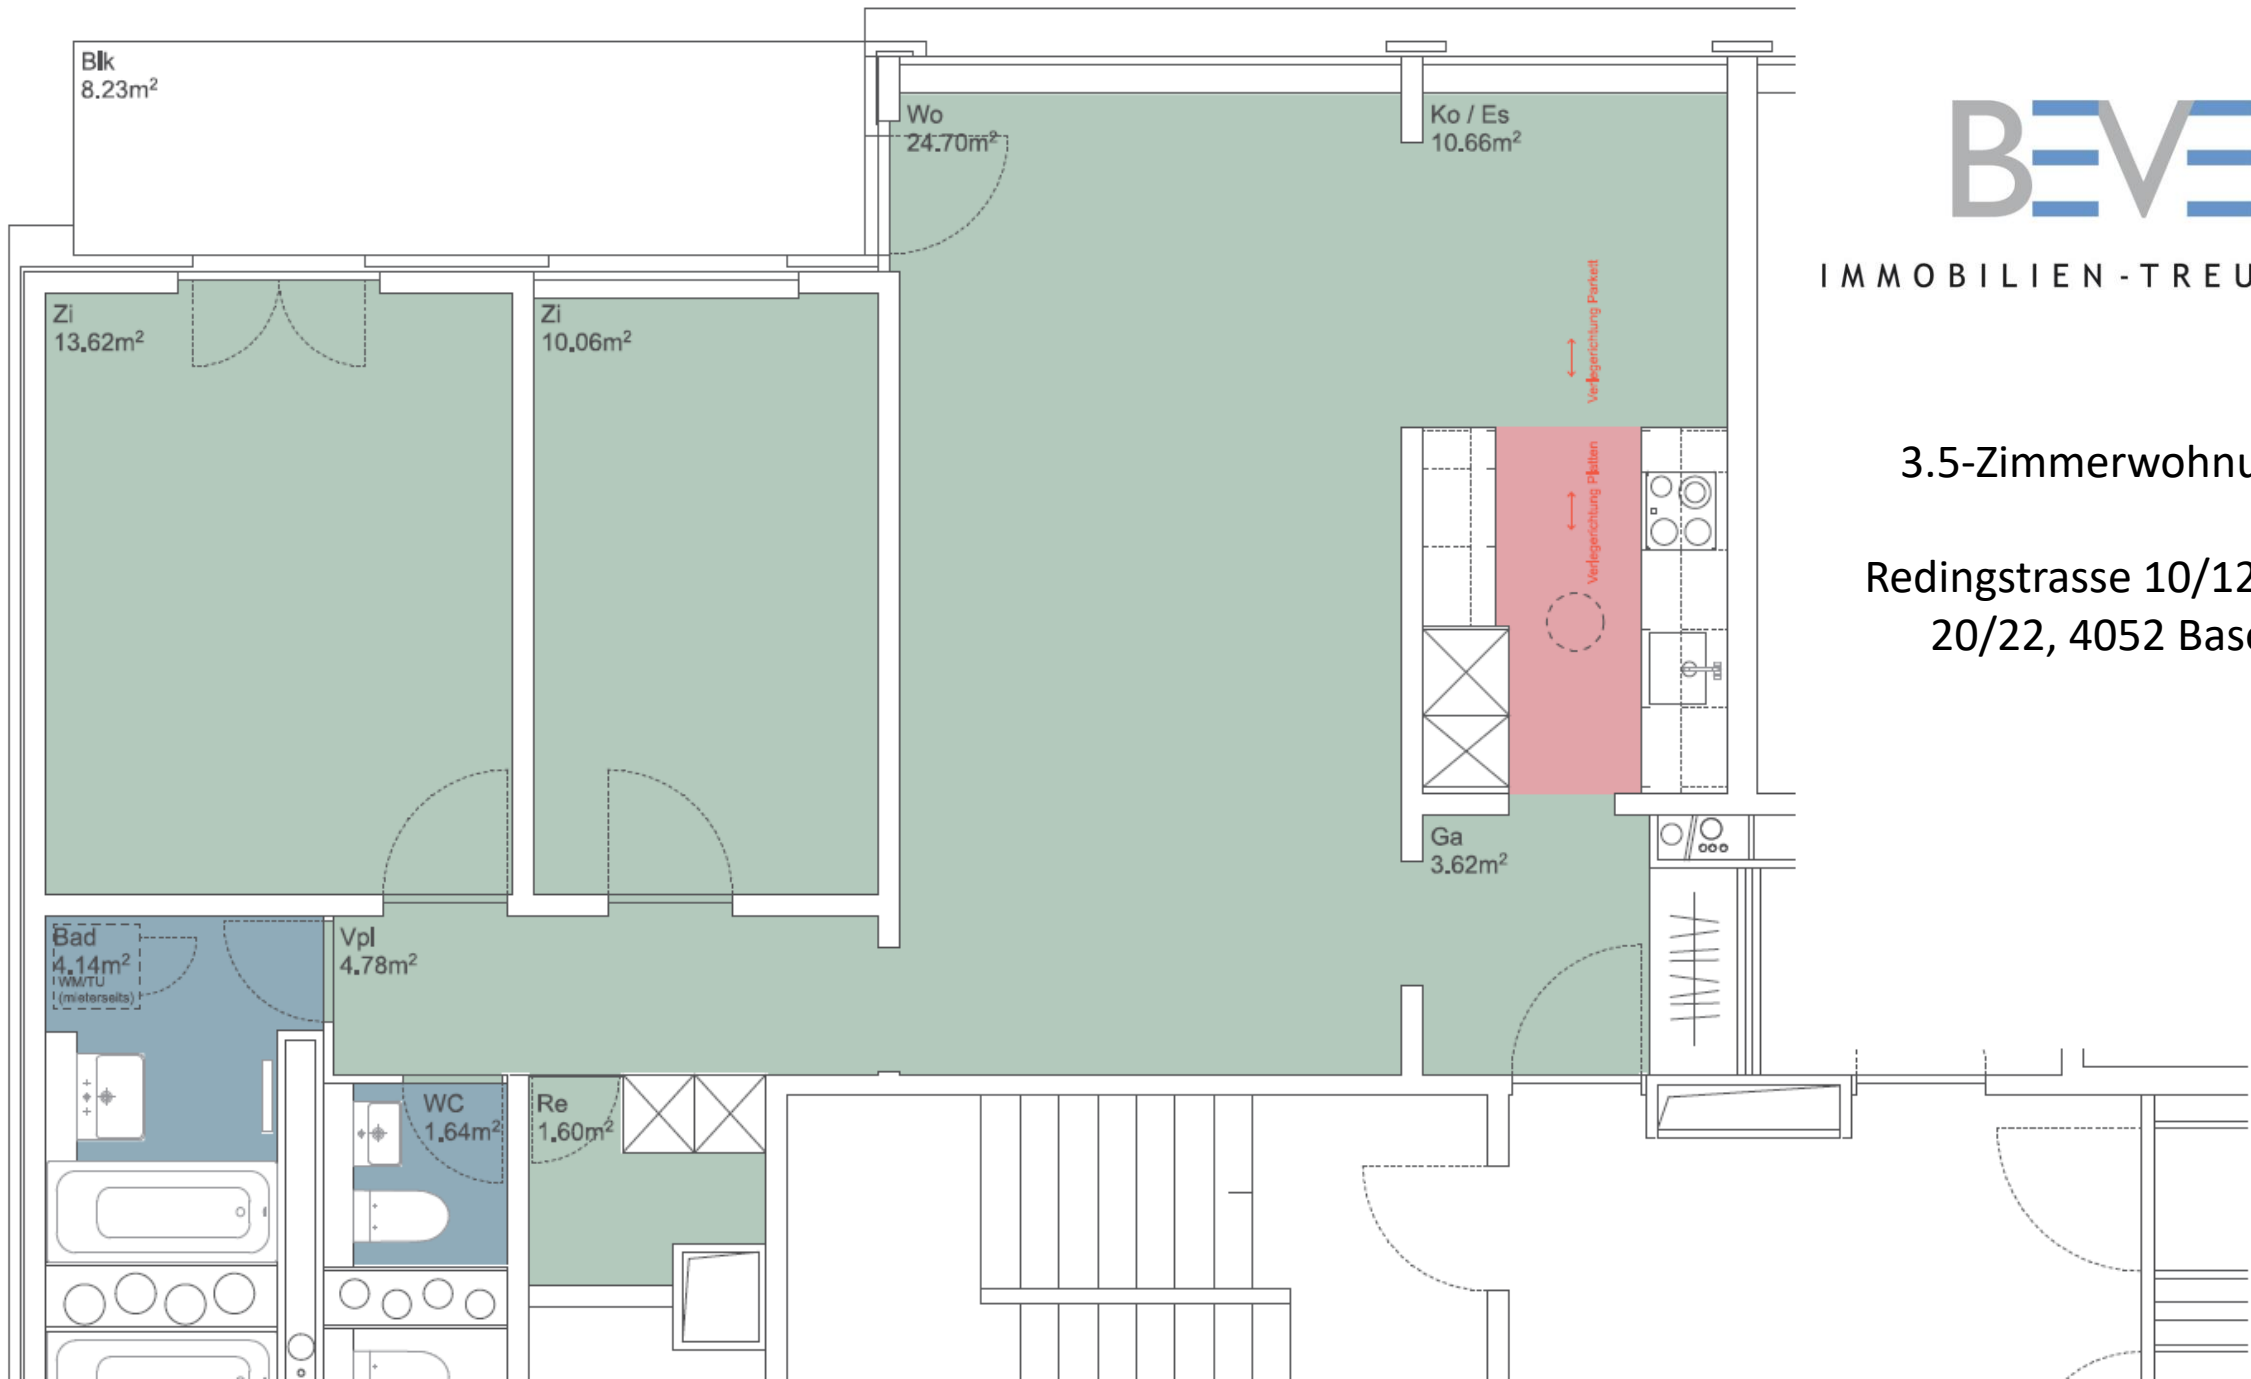 Blk
8.23m²
Wo
24.70m²
Ko / Es
10.66m²
BEVE
IMMOBILIEN-TREU
Zi
13.62m²
Zi
10.06m²
Verlegerichtung Parkett
Verlegerichtung Platten
3.5-Zimmerwohnu
Redingstrasse 10/12
20/22, 4052 Base
Ga
3.62m²
Bad
4.14m²
WM/TU
(mieterseits)
Vpl
4.78m²
WC
1.64m²
Re
1.60m²